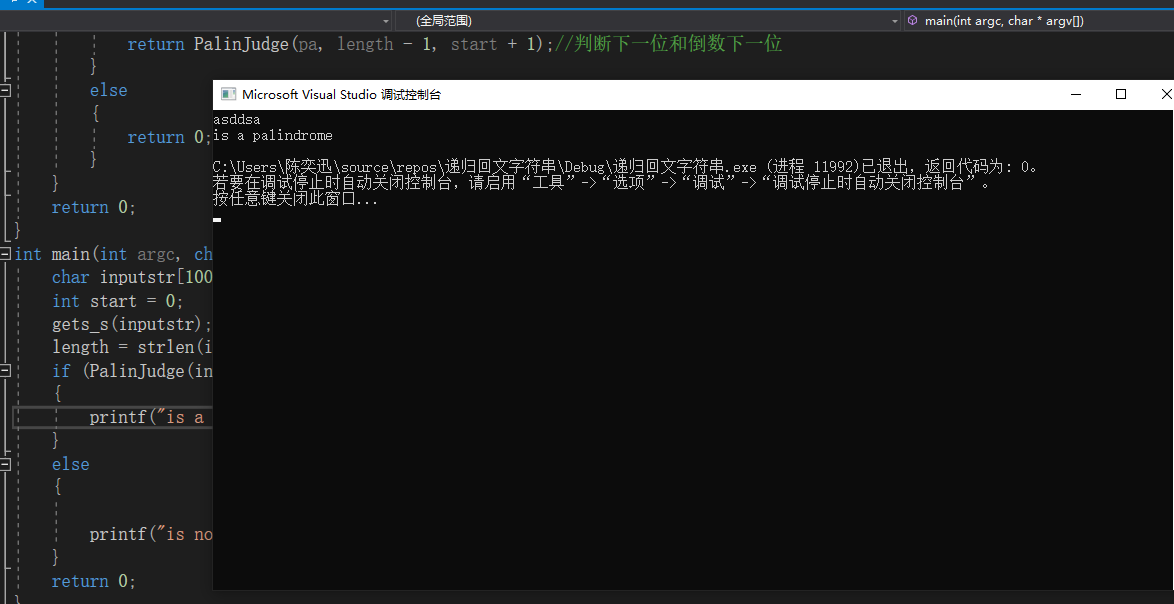 (全局范围)
main(int argc, char * argv[])
return PalinJudge(pa, length - 1, start + 1);//判断下一位和倒数下一位
}
else
{
return 0;
}
}
return 0;
}
int main(int argc, ch
char inputstr[100
int start = 0;
gets_s(inputstr);
length = strlen(i
if (PalinJudge(in
{
printf("is a
}
else
{
printf("is no
}
return 0;
}
Microsoft Visual Studio 调试控制台
asddsa
is a palindrome
C:\Users\陈奕迅\source\repos\递归回文字符串\Debug\递归回文字符串.exe (进程 11992)已退出，返回代码为: 0。
若要在调试停止时自动关闭控制台，请启用“工具”->“选项”->“调试”->“调试停止时自动关闭控制台”。
按任意键关闭此窗口...